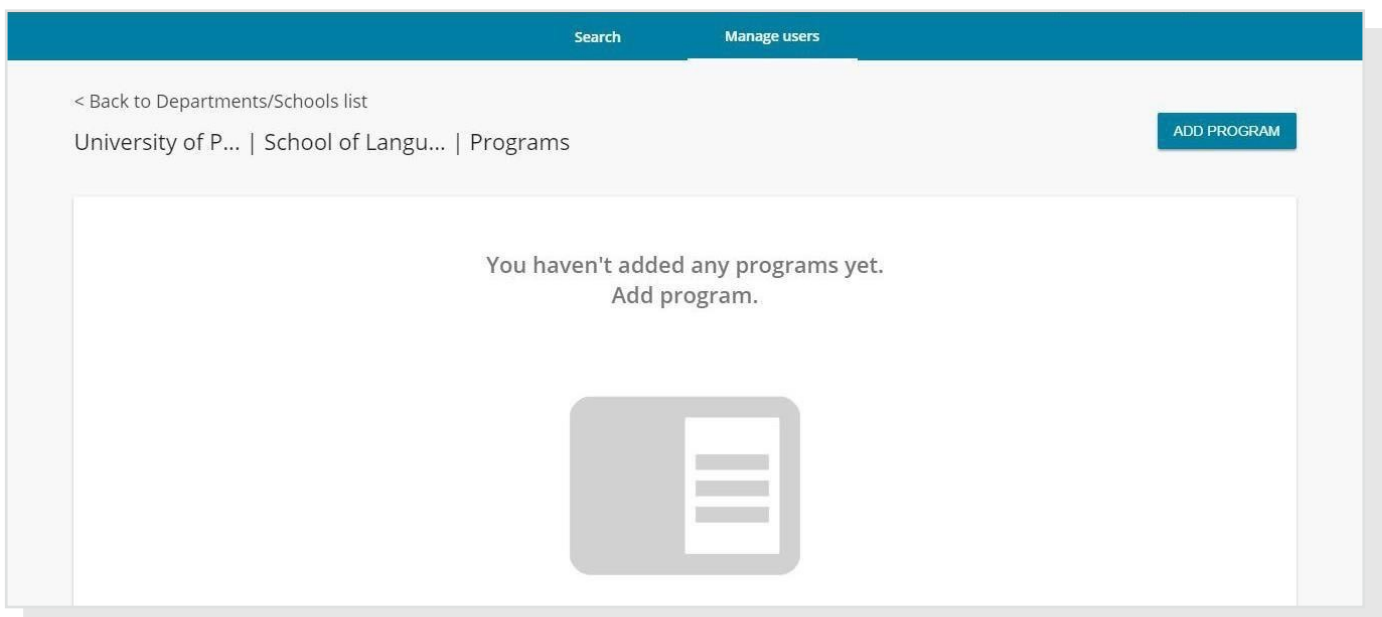 Search Manage users
< Back to Departments/Schools list
University of P... | School of Langu... | Programs
ADD PROGRAM
You haven't added any programs yet.
Add program.